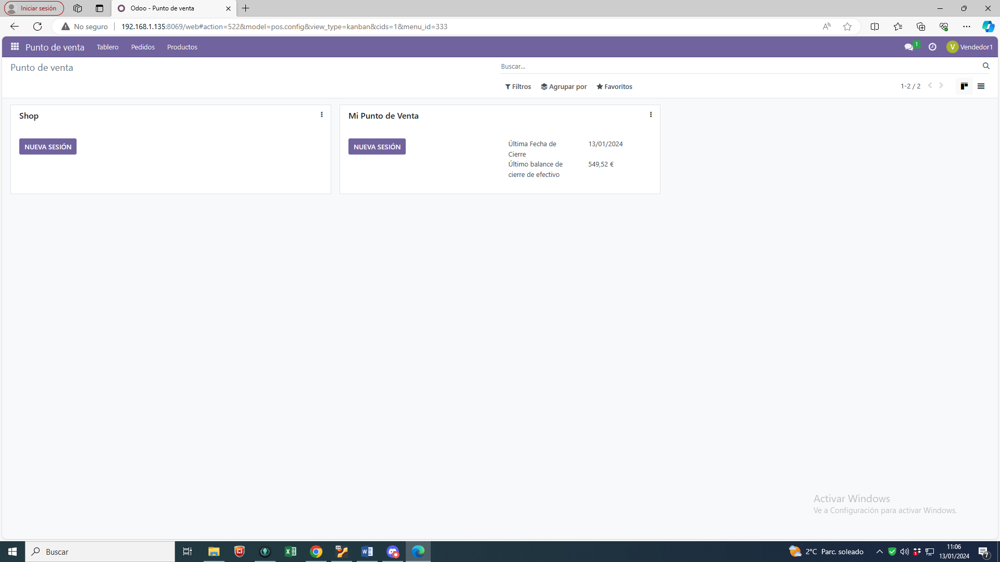 Iniciar sesión
Odoo - Punto de venta
No seguro
192.168.1.135:8069/web#action=522&model=pos.config&view_type=kanban&cids=1&menu_id=333
Punto de venta
Tablero
Pedidos
Productos
1
V
Vendedor1
Punto de venta
Buscar...
Filtros
Agrupar por
Favoritos
1-2 / 2
Shop
NUEVA SESIÓN
Mi Punto de Venta
NUEVA SESIÓN
Última Fecha de
Cierre
13/01/2024
Último balance de
cierre de efectivo
549,52 €
Activar Windows
Ve a Configuración para activar Windows.
Buscar
2°C Parc. soleado
11:06
13/01/2024
7